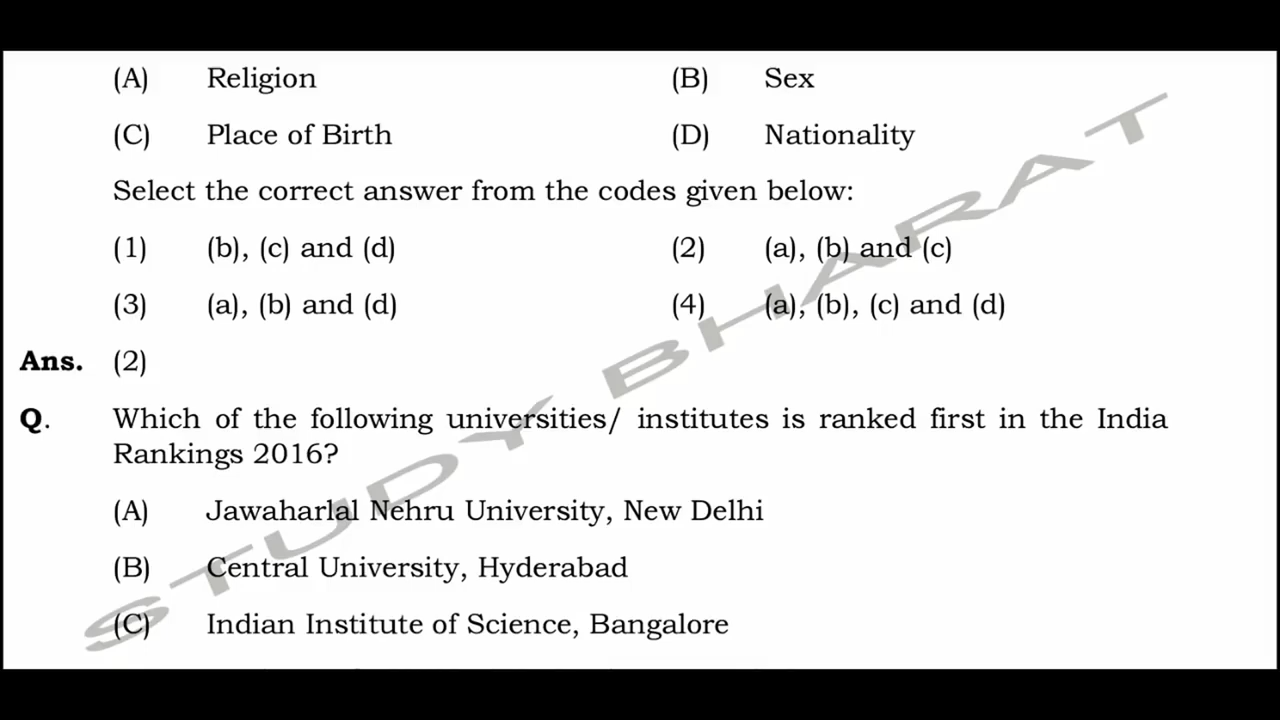 (A) Religion (B) Sex
(C) Place of Birth (D) Nationality
Select the correct answer from the codes given below:
(1) (b), (c) and (d) (2) (a), (b) and (c)
(3) (a), (b) and (d) (4) (a), (b), (c) and (d)
Ans. (2)
Q. Which of the following universities/ institutes is ranked first in the India
Rankings 2016?
(A) Jawaharlal Nehru University, New Delhi
(B) Central University, Hyderabad
(C) Indian Institute of Science, Bangalore
STUDY BHARAT